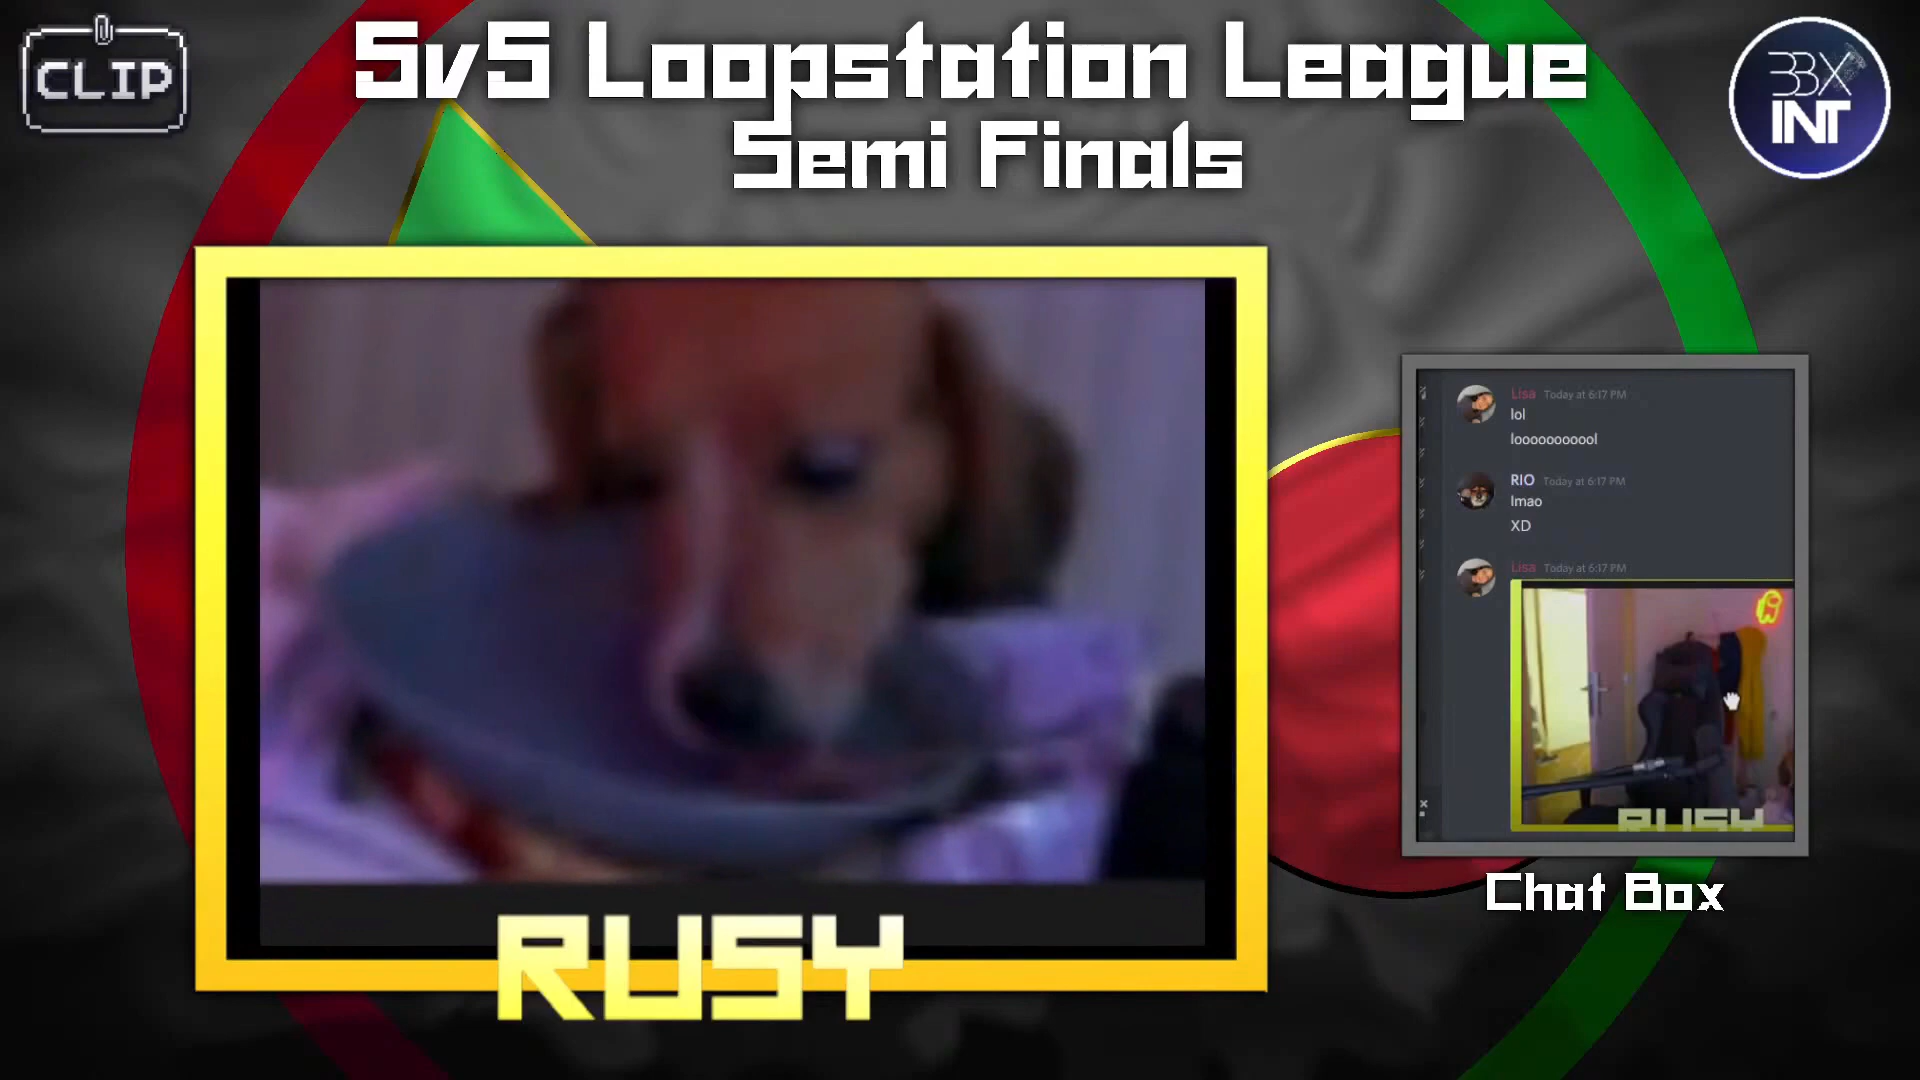 CLIP
5v5 Loopstation League
Semi Finals
BBX
INT
Lisa Today at 6:17 PM
lol
looooooooool
RIO Today at 6:17 PM
lmao
XD
Lisa Today at 6:17 PM
RUSY
Chat Box
RUSY